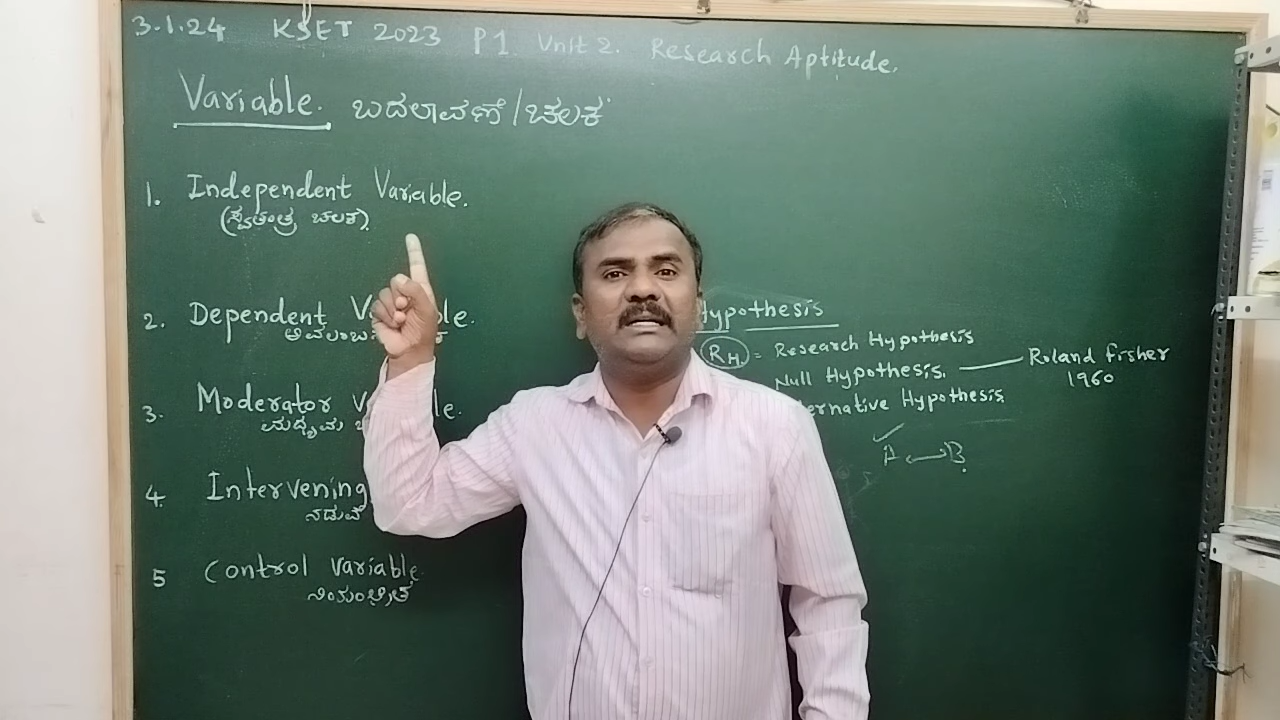 3.1.24 KSET 2023 P1 Unit 2. Research Aptitude.
Variable. ಬದಲಾವಣೆ/ಚಲಕ
1. Independent Variable.
(ಸ್ವತಂತ್ರ ಚಲಕ).
2. Dependent
3. Moderator
4. Intervening
ನಡುವೆ
5 Control Variable.
ನಿಯಂತ್ರಿತ
Hypothesis
RH. = Research Hypothesis
Null Hypothesis. — Roland Fisher
1960
Hypothesis
A B